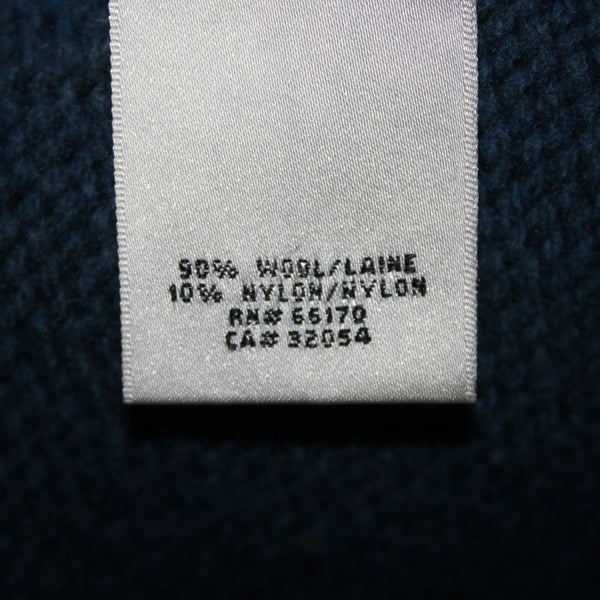 90% WOOL/LAINE
10% NYLON/NYLON
RN# 66170
CA# 32054